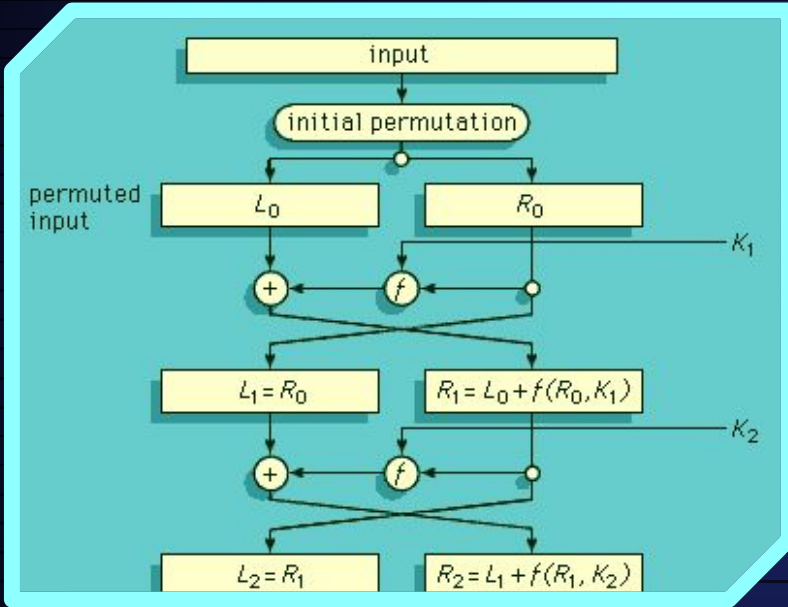 input
initial permutation
permuted
input
L₀
R₀
K₁
+
f
L₁ = R₀
R₁ = L₀ + f(R₀, K₁)
K₂
+
f
L₂ = R₁
R₂ = L₁ + f(R₁, K₂)